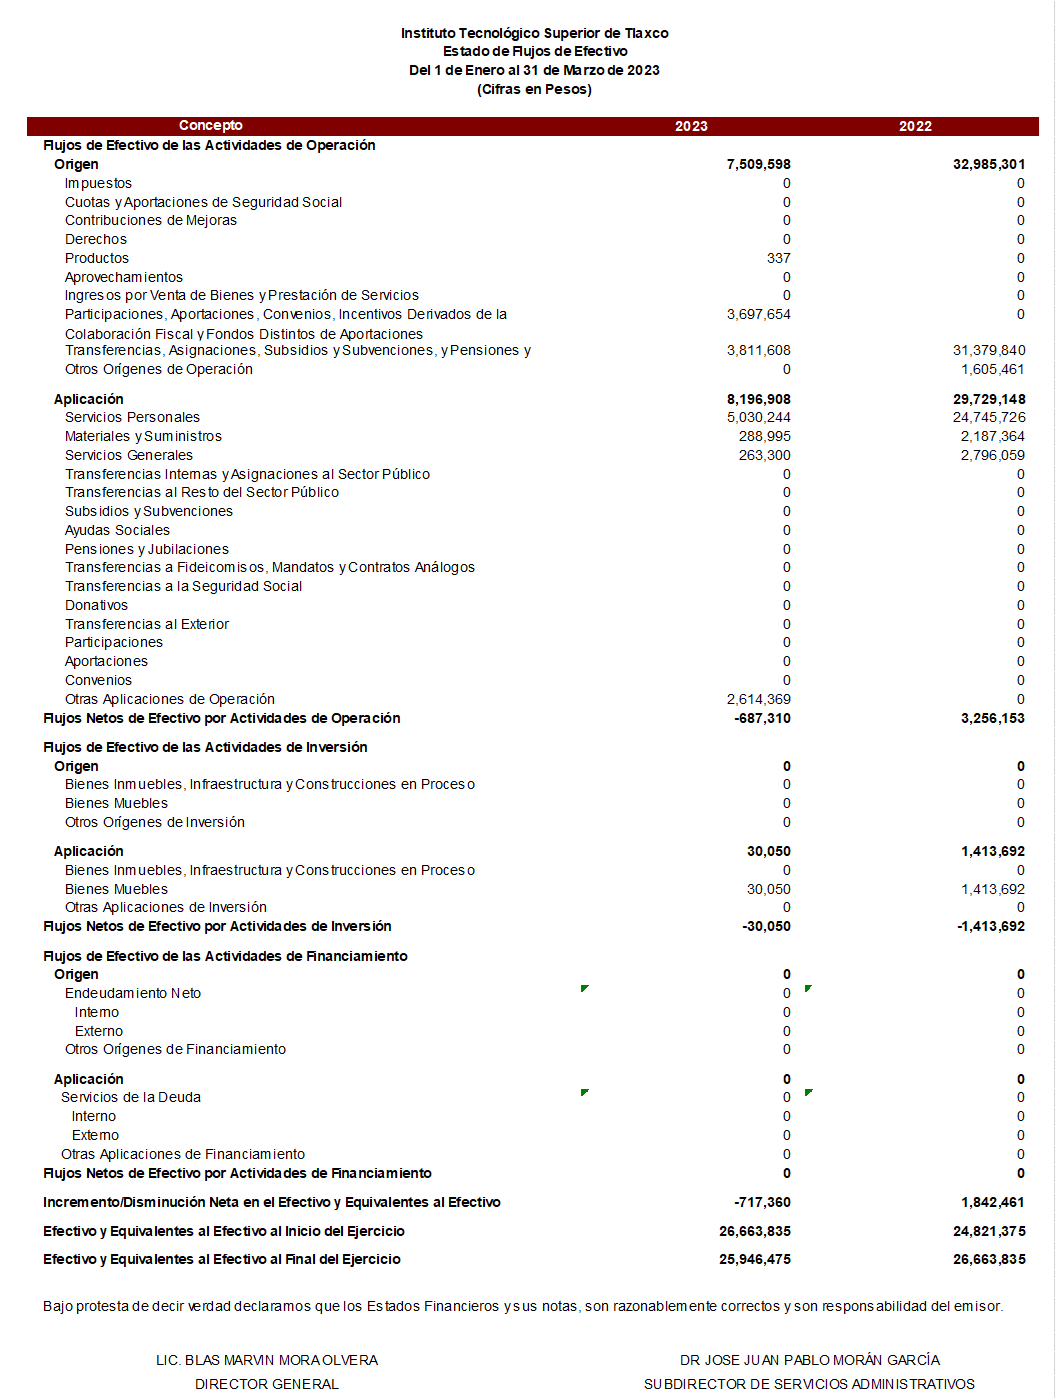 Instituto Tecnológico Superior de Tlaxco
Estado de Flujos de Efectivo
Del 1 de Enero al 31 de Marzo de 2023
(Cifras en Pesos)
Concepto 2023 2022
Flujos de Efectivo de las Actividades de Operación
Origen 7,509,598 32,985,301
Impuestos 0 0
Cuotas y Aportaciones de Seguridad Social 0 0
Contribuciones de Mejoras 0 0
Derechos 0 0
Productos 337 0
Aprovechamientos 0 0
Ingresos por Venta de Bienes y Prestación de Servicios 0 0
Participaciones, Aportaciones, Convenios, Incentivos Derivados de la 3,697,654 0
Colaboración Fiscal y Fondos Distintos de Aportaciones
Transferencias, Asignaciones, Subsidios y Subvenciones, y Pensiones y 3,811,608 31,379,840
Otros Orígenes de Operación 0 1,605,461
Aplicación 8,196,908 29,729,148
Servicios Personales 5,030,244 24,745,726
Materiales y Suministros 288,995 2,187,364
Servicios Generales 263,300 2,796,059
Transferencias Internas y Asignaciones al Sector Público 0 0
Transferencias al Resto del Sector Público 0 0
Subsidios y Subvenciones 0 0
Ayudas Sociales 0 0
Pensiones y Jubilaciones 0 0
Transferencias a Fideicomisos, Mandatos y Contratos Análogos 0 0
Transferencias a la Seguridad Social 0 0
Donativos 0 0
Transferencias al Exterior 0 0
Participaciones 0 0
Aportaciones 0 0
Convenios 0 0
Otras Aplicaciones de Operación 2,614,369 0
Flujos Netos de Efectivo por Actividades de Operación -687,310 3,256,153
Flujos de Efectivo de las Actividades de Inversión
Origen 0 0
Bienes Inmuebles, Infraestructura y Construcciones en Proceso 0 0
Bienes Muebles 0 0
Otros Orígenes de Inversión 0 0
Aplicación 30,050 1,413,692
Bienes Inmuebles, Infraestructura y Construcciones en Proceso 0 0
Bienes Muebles 30,050 1,413,692
Otras Aplicaciones de Inversión 0 0
Flujos Netos de Efectivo por Actividades de Inversión -30,050 -1,413,692
Flujos de Efectivo de las Actividades de Financiamiento
Origen 0 0
Endeudamiento Neto 0 0
Interno 0 0
Externo 0 0
Otros Orígenes de Financiamiento 0 0
Aplicación 0 0
Servicios de la Deuda 0 0
Interno 0 0
Externo 0 0
Otras Aplicaciones de Financiamiento 0 0
Flujos Netos de Efectivo por Actividades de Financiamiento 0 0
Incremento/Disminución Neta en el Efectivo y Equivalentes al Efectivo -717,360 1,842,461
Efectivo y Equivalentes al Efectivo al Inicio del Ejercicio 26,663,835 24,821,375
Efectivo y Equivalentes al Efectivo al Final del Ejercicio 25,946,475 26,663,835
Bajo protesta de decir verdad declaramos que los Estados Financieros y sus notas, son razonablemente correctos y son responsabilidad del emisor.
LIC. BLAS MARVIN MORA OLVERA DR JOSE JUAN PABLO MORÁN GARCÍA
DIRECTOR GENERAL SUBDIRECTOR DE SERVICIOS ADMINISTRATIVOS